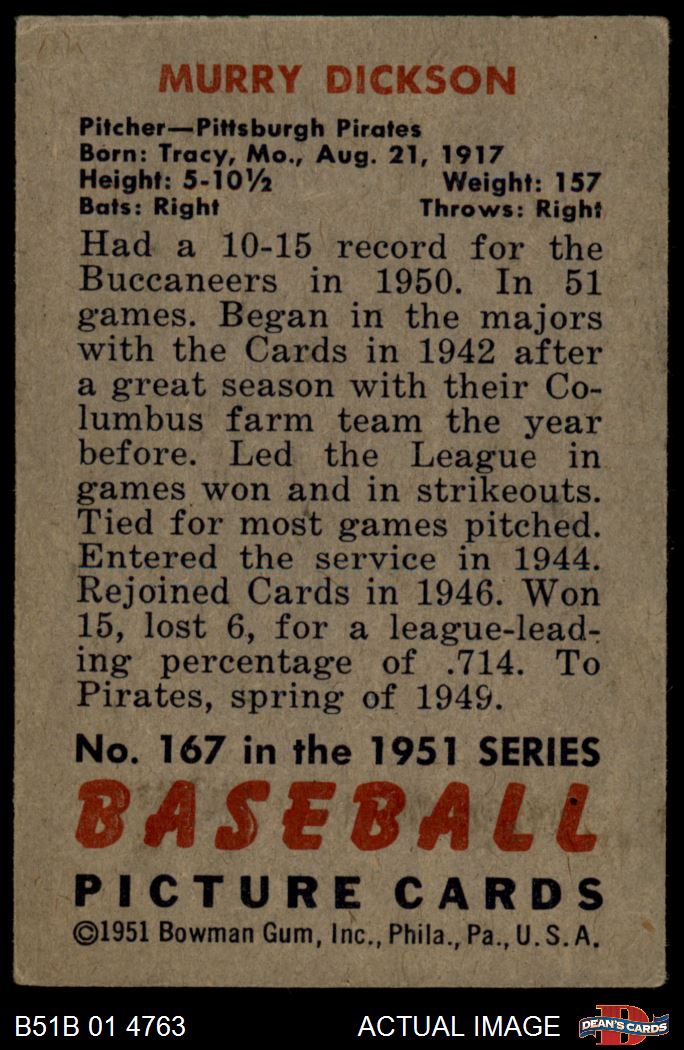 MURRY DICKSON
Pitcher—Pittsburgh Pirates
Born: Tracy, Mo., Aug. 21, 1917
Height: 5-10½ Weight: 157
Bats: Right Throws: Right
Had a 10-15 record for the
Buccaneers in 1950. In 51
games. Began in the majors
with the Cards in 1942 after
a great season with their Co-
lumbus farm team the year
before. Led the League in
games won and in strikeouts.
Tied for most games pitched.
Entered the service in 1944.
Rejoined Cards in 1946. Won
15, lost 6, for a league-lead-
ing percentage of .714. To
Pirates, spring of 1949.
No. 167 in the 1951 SERIES
BASEBALL
PICTURE CARDS
©1951 Bowman Gum, Inc., Phila., Pa., U.S.A.
B51B 01 4763 ACTUAL IMAGE D DEAN'S CARDS